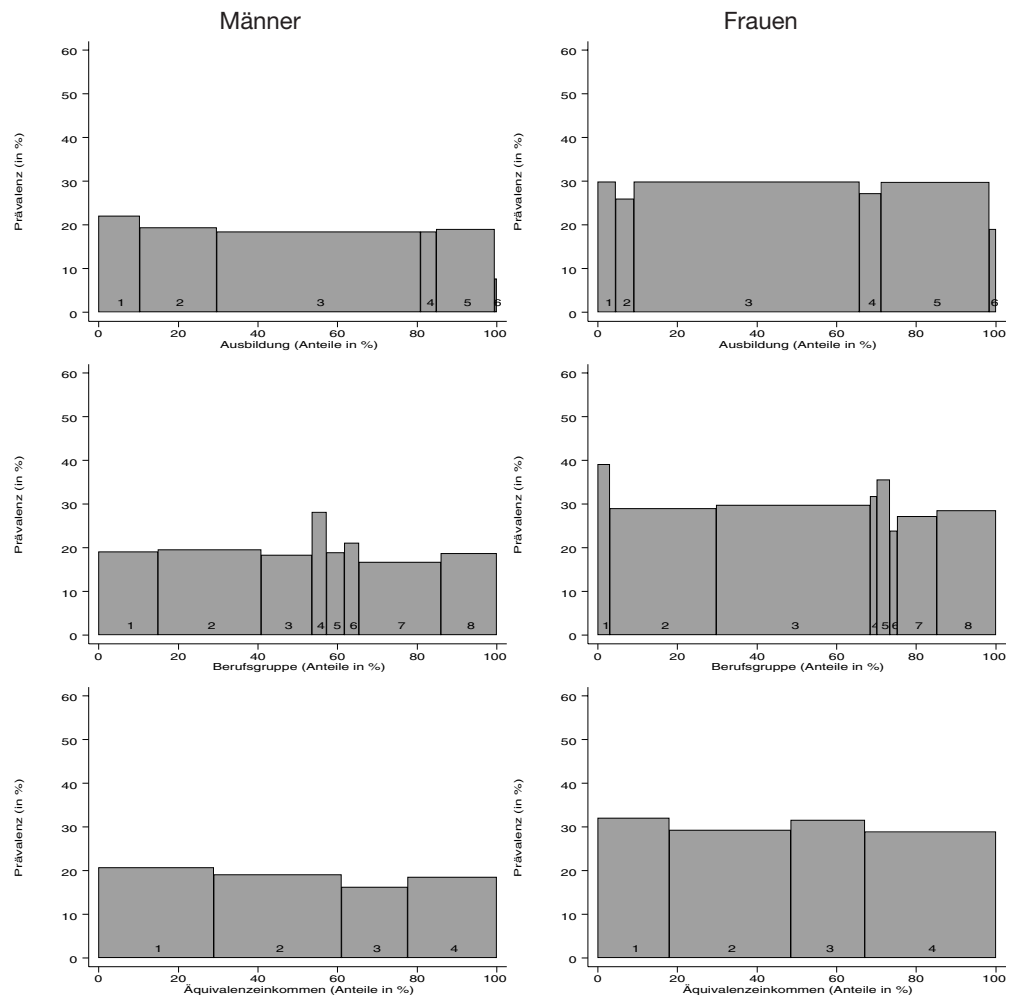 Männer
Frauen
Prävalenz (in %)
60
50
40
30
20
10
0
1 2 3 4 5 6
0 20 40 60 80 100
Ausbildung (Anteile in %)
Prävalenz (in %)
60
50
40
30
20
10
0
1 2 3 4 5 6
0 20 40 60 80 100
Ausbildung (Anteile in %)
Prävalenz (in %)
60
50
40
30
20
10
0
1 2 3 4 5 6 7 8
0 20 40 60 80 100
Berufsgruppe (Anteile in %)
Prävalenz (in %)
60
50
40
30
20
10
0
1 2 3 4 5 6 7 8
0 20 40 60 80 100
Berufsgruppe (Anteile in %)
Prävalenz (in %)
60
50
40
30
20
10
0
1 2 3 4
0 20 40 60 80 100
Äquivalenzeinkommen (Anteile in %)
Prävalenz (in %)
60
50
40
30
20
10
0
1 2 3 4
0 20 40 60 80 100
Äquivalenzeinkommen (Anteile in %)